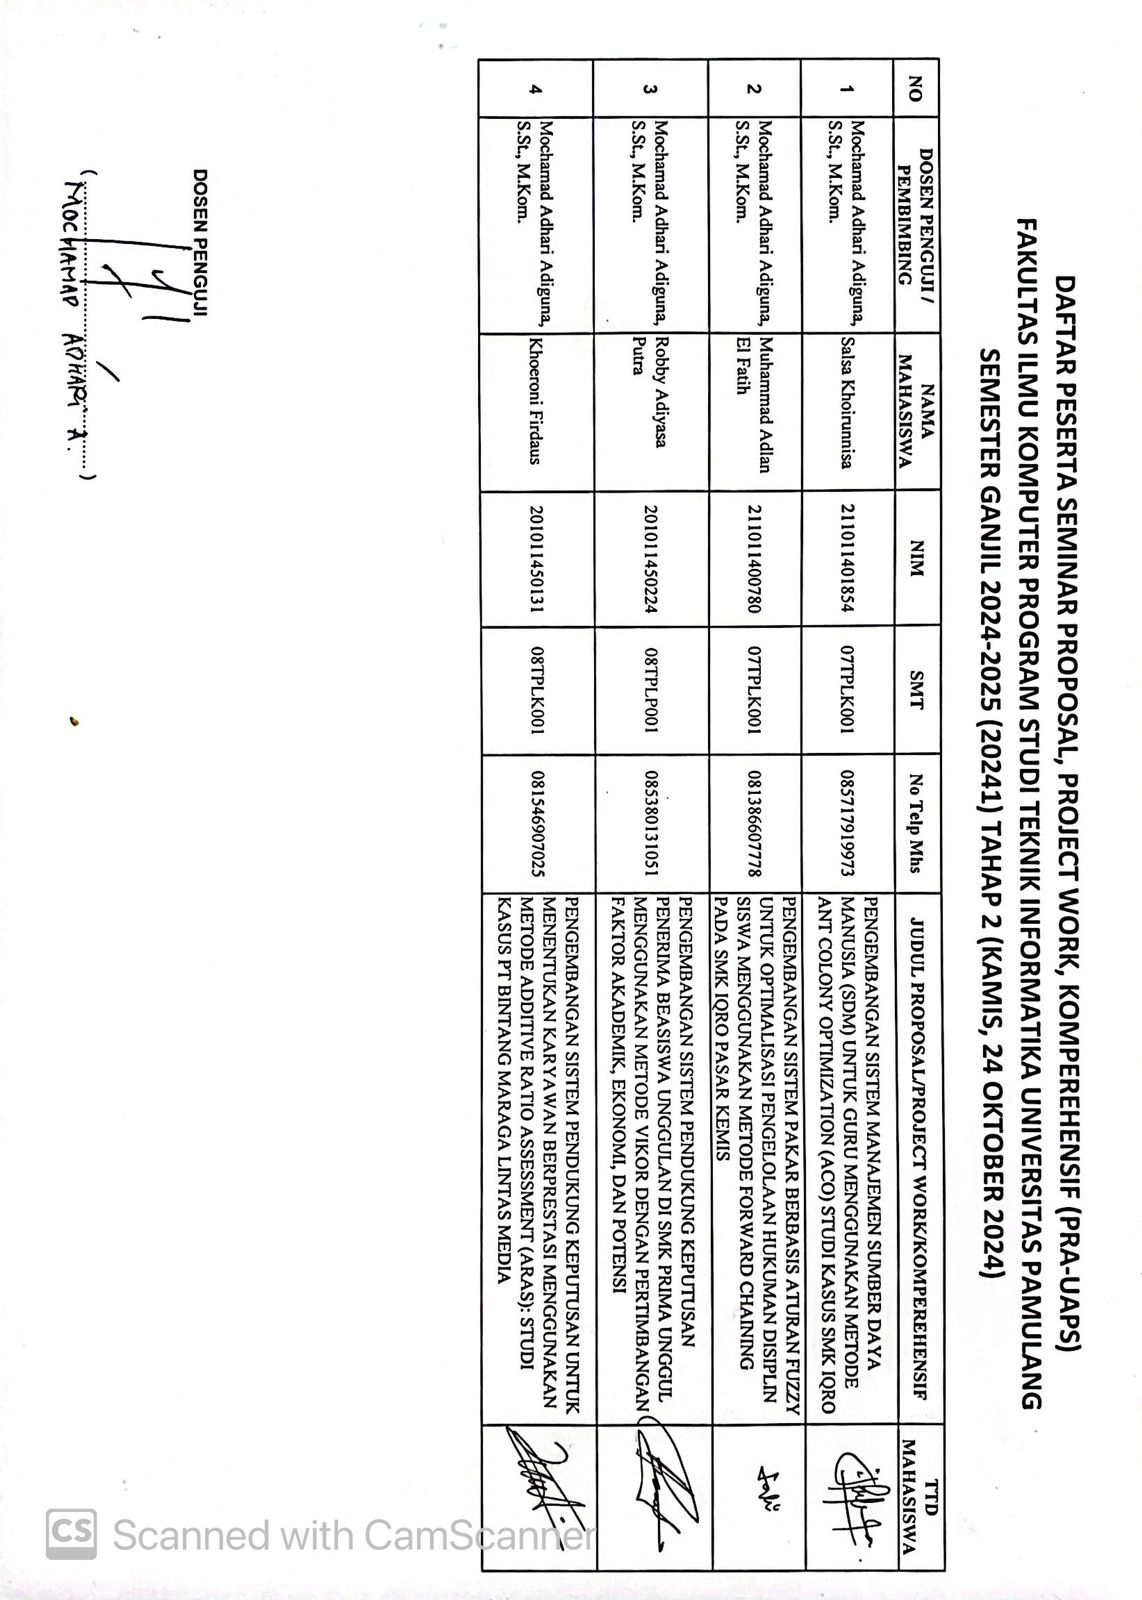 DAFTAR PESERTA SEMINAR PROPOSAL, PROJECT WORK, KOMPEREHENSIF (PRA-UAPS)
FAKULTAS ILMU KOMPUTER PROGRAM STUDI TEKNIK INFORMATIKA UNIVERSITAS PAMULANG
SEMESTER GANJIL 2024-2025 (20241) TAHAP 2 (KAMIS, 24 OKTOBER 2024)
NO
DOSEN PENGUJI /
PEMBIMBING
NAMA
MAHASISWA
NIM
SMT
No Telp Mhs
JUDUL PROPOSAL/PROJECT WORK/KOMPEREHENSIF
TTD
MAHASISWA
1
Mochamad Adhari Adiguna,
S.St., M.Kom.
Salsa Khoirunnisa
211011401854
07TPLK001
085717919973
PENGEMBANGAN SISTEM MANAJEMEN SUMBER DAYA
MANUSIA (SDM) UNTUK GURU MENGGUNAKAN METODE
ANT COLONY OPTIMIZATION (ACO) STUDI KASUS SMK IQRO
2
Mochamad Adhari Adiguna,
S.St., M.Kom.
Muhammad Adlan
El Fatih
211011400780
07TPLK001
081386607778
PENGEMBANGAN SISTEM PAKAR BERBASIS ATURAN FUZZY
UNTUK OPTIMALISASI PENGELOLAAN HUKUMAN DISIPLIN
SISWA MENGGUNAKAN METODE FORWARD CHAINING
PADA SMK IQRO PASAR KEMIS
3
Mochamad Adhari Adiguna,
S.St., M.Kom.
Robby Adiyasa
Putra
201011450224
08TPLP001
085380131051
PENGEMBANGAN SISTEM PENDUKUNG KEPUTUSAN
PENERIMA BEASISWA UNGGULAN DI SMK PRIMA UNGGUL
MENGGUNAKAN METODE VIKOR DENGAN PERTIMBANGAN
FAKTOR AKADEMIK, EKONOMI, DAN POTENSI
4
Mochamad Adhari Adiguna,
S.St., M.Kom.
Khoeroni Firdaus
201011450131
08TPLK001
081546907025
PENGEMBANGAN SISTEM PENDUKUNG KEPUTUSAN UNTUK
MENENTUKAN KARYAWAN BERPRESTASI MENGGUNAKAN
METODE ADDITIVE RATIO ASSESSMENT (ARAS): STUDI
KASUS PT BINTANG MARAGA LINTAS MEDIA
DOSEN PENGUJI
(..............................)
MOCHAMAD ADHARI A.
CS Scanned with CamScanner